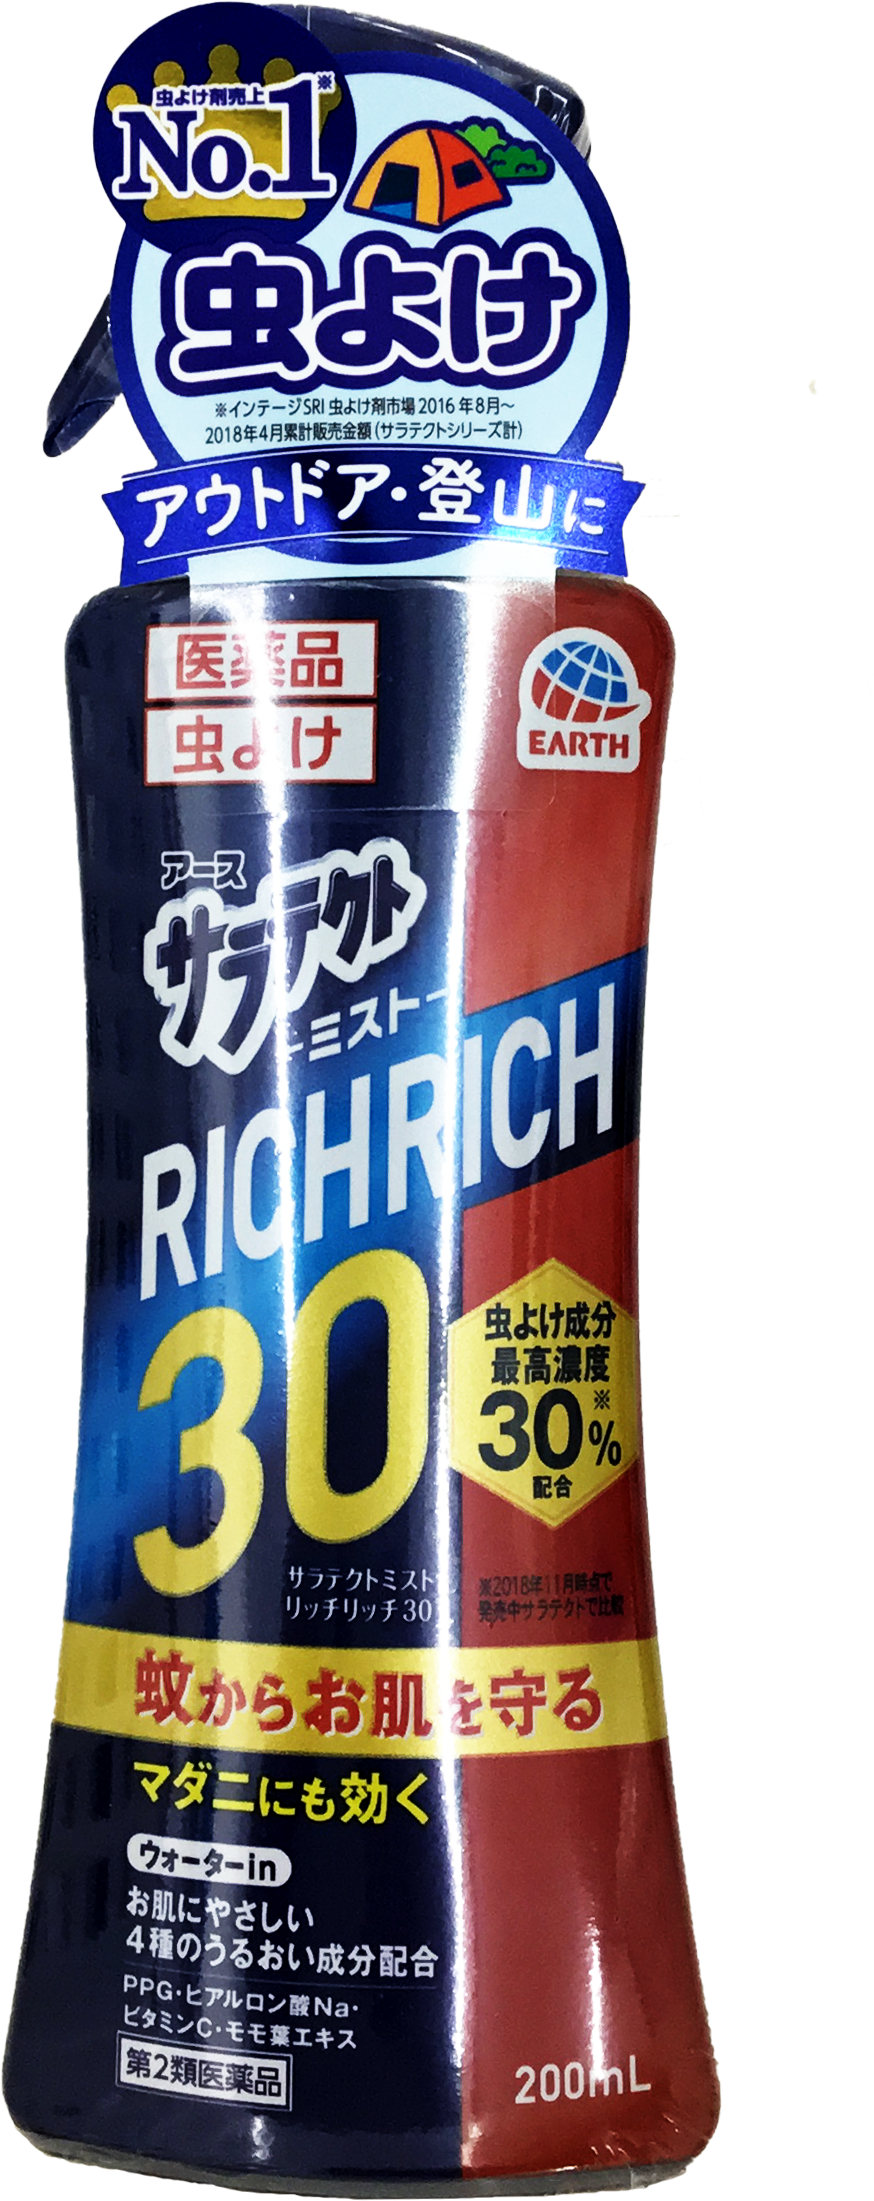 虫よけ剤売上
No.1※
虫よけ
※インテージSRI 虫よけ剤市場 2016年8月～
2018年4月累計販売金額(サラテクトシリーズ計)
アウトドア・登山に
医薬品
虫よけ
EARTH
アース
サラテクト
ーミストー
RICHRICH
30
虫よけ成分
最高濃度
30※%
配合
サラテクトミスト
リッチリッチ30
※2018年11月時点で
発売中サラテクトで比較
蚊からお肌を守る
マダニにも効く
ウォーターin
お肌にやさしい
4種のうるおい成分配合
PPG・ヒアルロン酸Na・
ビタミンC・モモ葉エキス
第2類医薬品
200mL